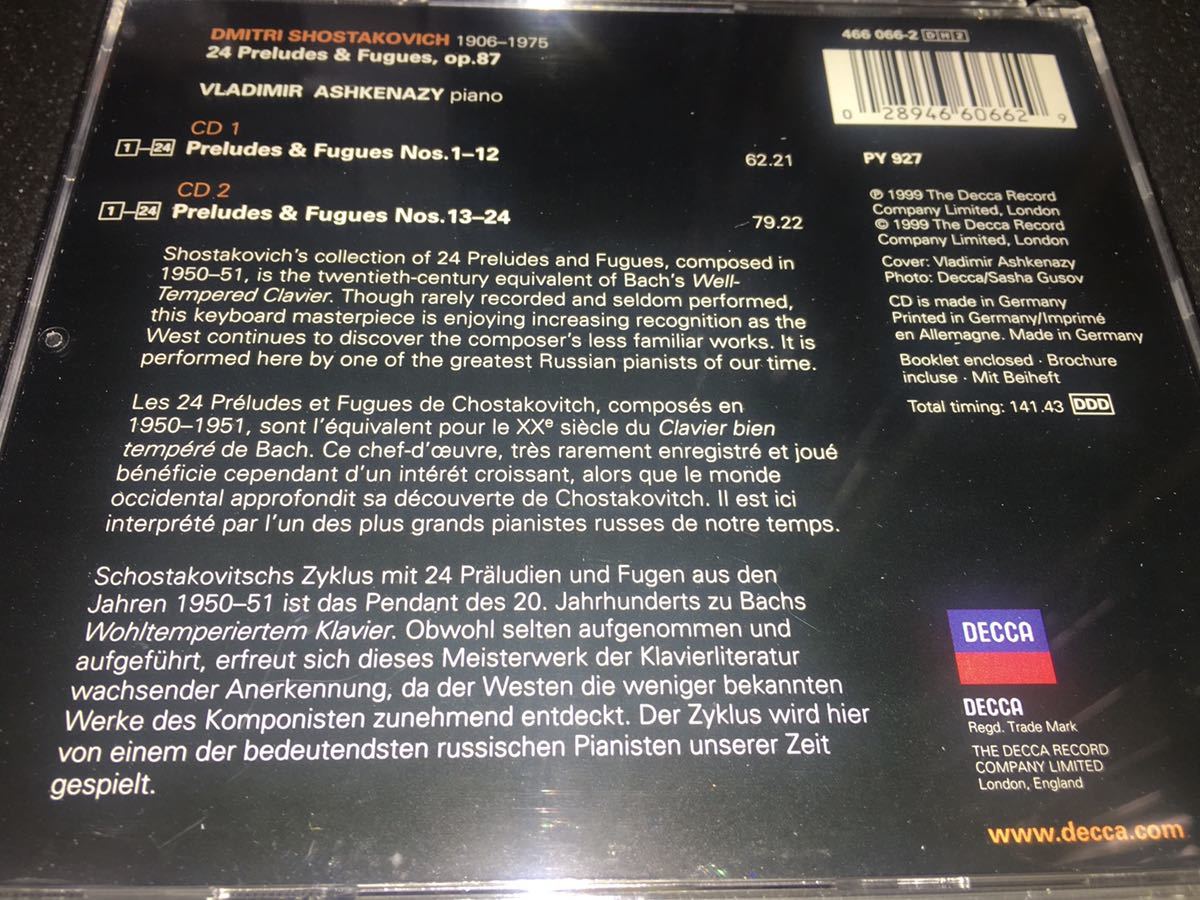 DMITRI SHOSTAKOVICH 1906–1975
24 Preludes & Fugues, op.87
VLADIMIR ASHKENAZY piano
CD 1
1–24 Preludes & Fugues Nos.1–12 62.21
CD 2
1–24 Preludes & Fugues Nos.13–24 79.22
Shostakovich's collection of 24 Preludes and Fugues, composed in
1950–51, is the twentieth-century equivalent of Bach's Well-
Tempered Clavier. Though rarely recorded and seldom performed,
this keyboard masterpiece is enjoying increasing recognition as the
West continues to discover the composer's less familiar works. It is
performed here by one of the greatest Russian pianists of our time.
Les 24 Préludes et Fugues de Chostakovitch, composés en
1950–1951, sont l'équivalent pour le XXe siècle du Clavier bien
tempéré de Bach. Ce chef-d'œuvre, très rarement enregistré et joué
bénéficie cependant d'un intérét croissant, alors que le monde
occidental approfondit sa découverte de Chostakovitch. Il est ici
interprété par l'un des plus grands pianistes russes de notre temps.
Schostakovitschs Zyklus mit 24 Präludien und Fugen aus den
Jahren 1950–51 ist das Pendant des 20. Jahrhunderts zu Bachs
Wohltemperiertem Klavier. Obwohl selten aufgenommen und
aufgeführt, erfreut sich dieses Meisterwerk der Klavierliteratur
wachsender Anerkennung, da der Westen die weniger bekannten
Werke des Komponisten zunehmend entdeckt. Der Zyklus wird hier
von einem der bedeutendsten russischen Pianisten unserer Zeit
gespielt.
466 066-2 DH2
0 28946 60662 9
PY 927
℗ 1999 The Decca Record
Company Limited, London
© 1999 The Decca Record
Company Limited, London
Cover: Vladimir Ashkenazy
Photo: Decca/Sasha Gusov
CD is made in Germany
Printed in Germany/Imprimé
en Allemagne. Made in Germany
Booklet enclosed · Brochure
incluse · Mit Beiheft
Total timing: 141.43 DDD
DECCA
DECCA
Regd. Trade Mark
THE DECCA RECORD
COMPANY LIMITED
London, England
www.decca.com